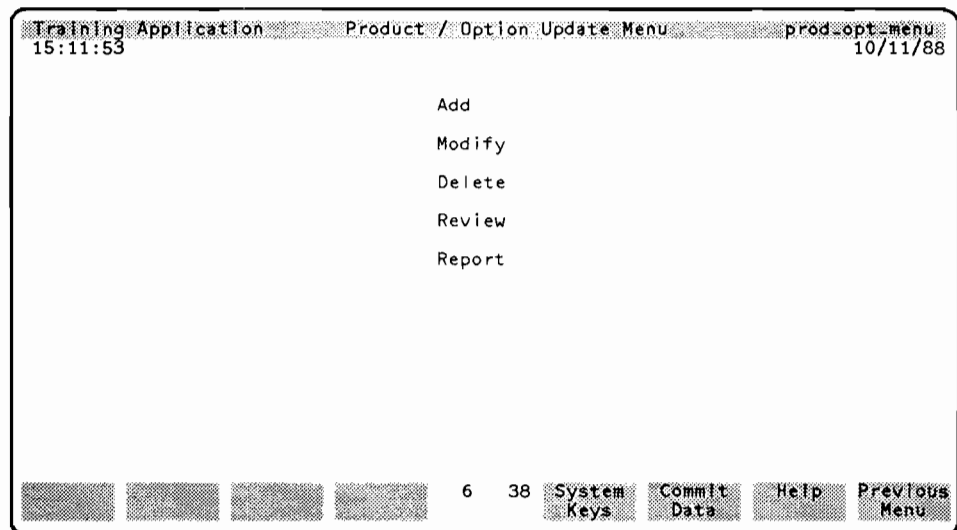 Training Application Product / Option Update Menu prod_opt_menu
15:11:53 10/11/88
Add
Modify
Delete
Review
Report
6 38 System Keys Commit Data Help Previous Menu